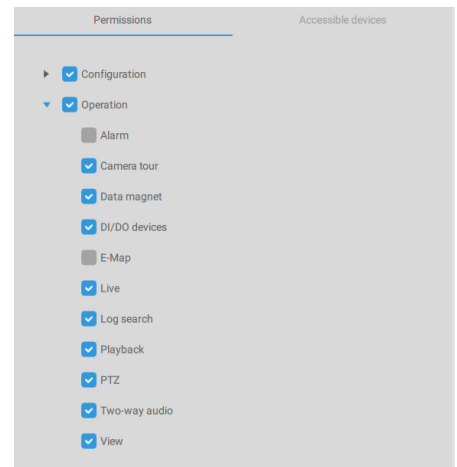 Permissions
Accessible devices
Configuration
Operation
Alarm
Camera tour
Data magnet
DI/DO devices
E-Map
Live
Log search
Playback
PTZ
Two-way audio
View